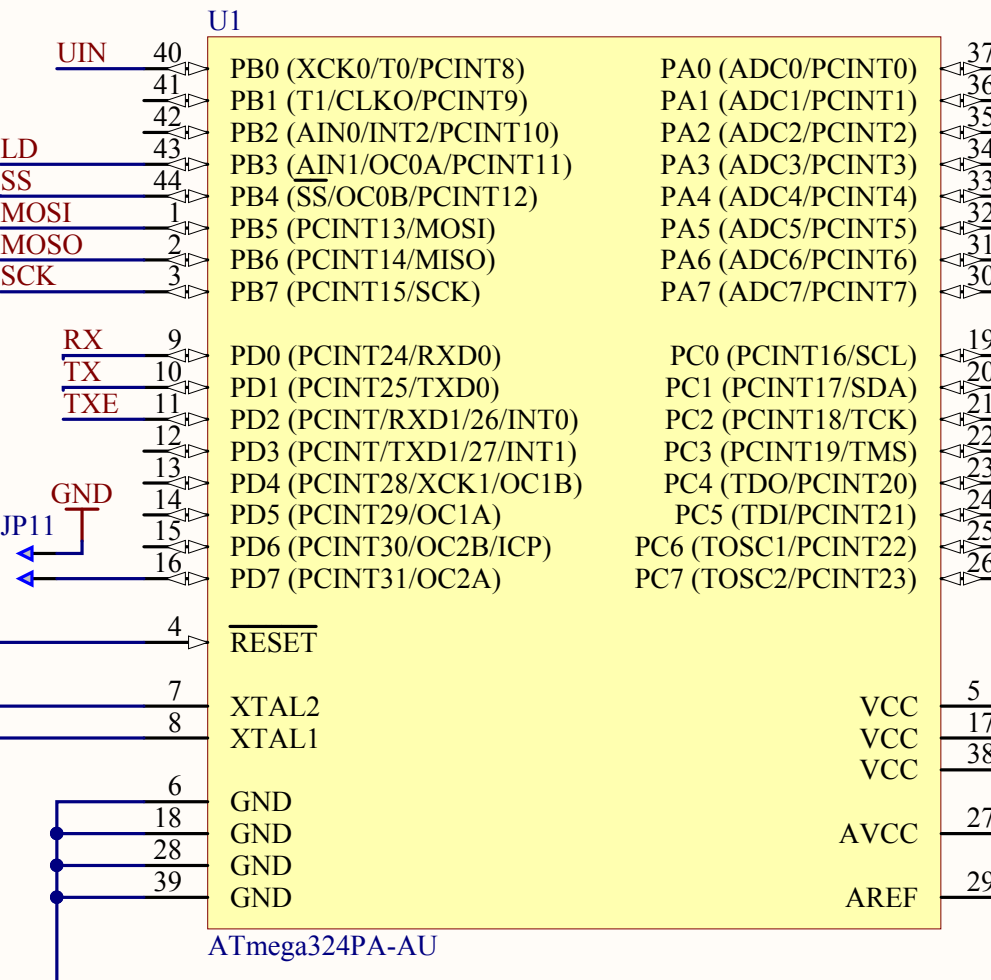 U1
UIN 40 PB0 (XCK0/T0/PCINT8) PA0 (ADC0/PCINT0) 37
41 PB1 (T1/CLKO/PCINT9) PA1 (ADC1/PCINT1) 36
42 PB2 (AIN0/INT2/PCINT10) PA2 (ADC2/PCINT2) 35
LD 43 PB3 (AIN1/OC0A/PCINT11) PA3 (ADC3/PCINT3) 34
SS 44 PB4 (SS/OC0B/PCINT12) PA4 (ADC4/PCINT4) 33
MOSI 1 PB5 (PCINT13/MOSI) PA5 (ADC5/PCINT5) 32
MOSO 2 PB6 (PCINT14/MISO) PA6 (ADC6/PCINT6) 31
SCK 3 PB7 (PCINT15/SCK) PA7 (ADC7/PCINT7) 30
RX 9 PD0 (PCINT24/RXD0) PC0 (PCINT16/SCL) 19
TX 10 PD1 (PCINT25/TXD0) PC1 (PCINT17/SDA) 20
TXE 11 PD2 (PCINT/RXD1/26/INT0) PC2 (PCINT18/TCK) 21
12 PD3 (PCINT/TXD1/27/INT1) PC3 (PCINT19/TMS) 22
13 PD4 (PCINT28/XCK1/OC1B) PC4 (TDO/PCINT20) 23
GND 14 PD5 (PCINT29/OC1A) PC5 (TDI/PCINT21) 24
JP11 15 PD6 (PCINT30/OC2B/ICP) PC6 (TOSC1/PCINT22) 25
16 PD7 (PCINT31/OC2A) PC7 (TOSC2/PCINT23) 26
4 RESET
7 XTAL2 VCC 5
8 XTAL1 VCC 17
VCC 38
6 GND
18 GND AVCC 27
28 GND
39 GND AREF 29
ATmega324PA-AU